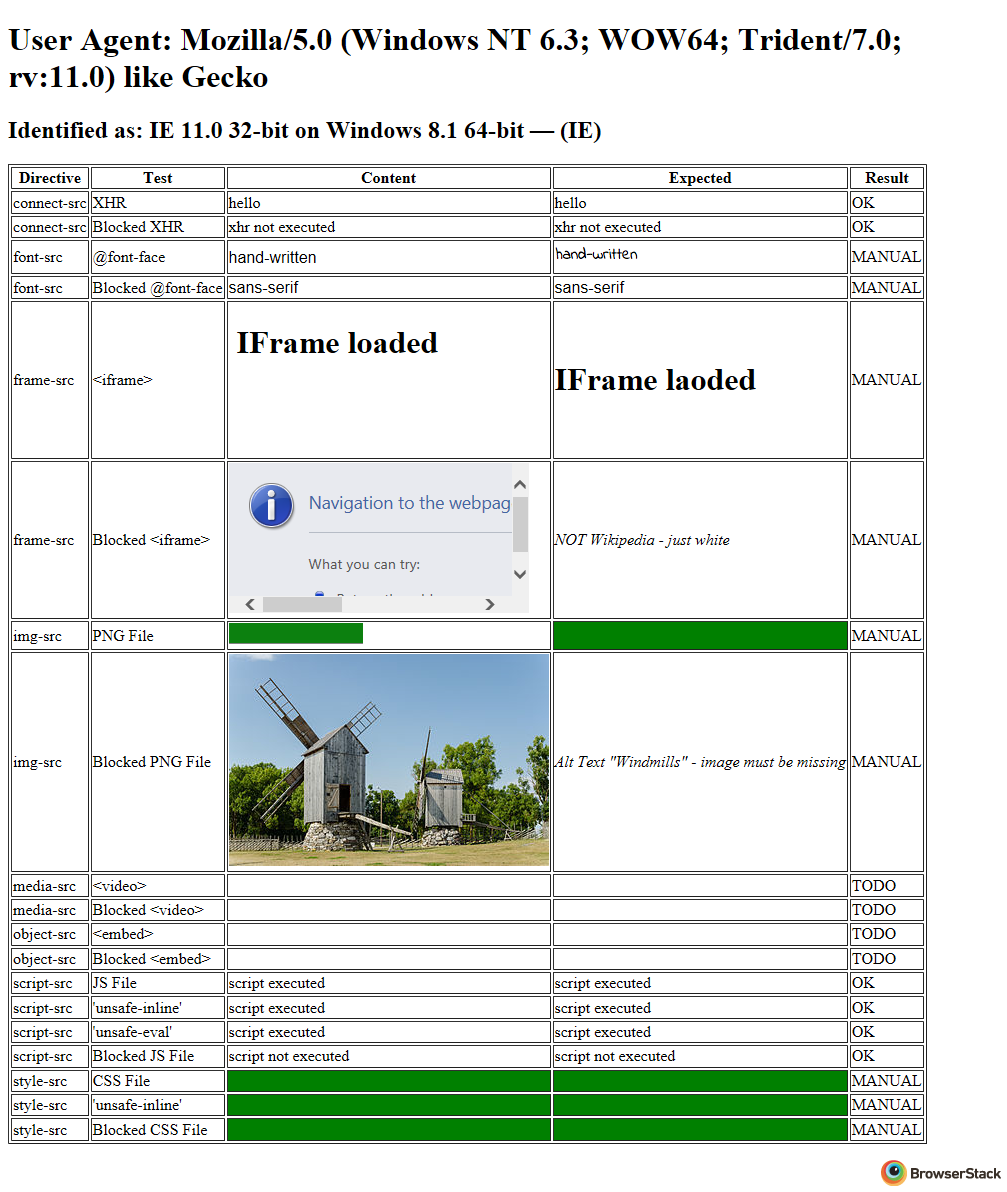 User Agent: Mozilla/5.0 (Windows NT 6.3; WOW64; Trident/7.0;
rv:11.0) like Gecko
Identified as: IE 11.0 32-bit on Windows 8.1 64-bit — (IE)
Directive Test Content Expected Result
connect-src XHR hello hello OK
connect-src Blocked XHR xhr not executed xhr not executed OK
font-src @font-face hand-written hand-written MANUAL
font-src Blocked @font-face sans-serif sans-serif MANUAL
frame-src <iframe> IFrame loaded IFrame laoded MANUAL
frame-src Blocked <iframe> Navigation to the webpag NOT Wikipedia - just white MANUAL
What you can try:
img-src PNG File MANUAL
img-src Blocked PNG File Alt Text "Windmills" - image must be missing MANUAL
media-src <video> TODO
media-src Blocked <video> TODO
object-src <embed> TODO
object-src Blocked <embed> TODO
script-src JS File script executed script executed OK
script-src 'unsafe-inline' script executed script executed OK
script-src 'unsafe-eval' script executed script executed OK
script-src Blocked JS File script not executed script not executed OK
style-src CSS File MANUAL
style-src 'unsafe-inline' MANUAL
style-src Blocked CSS File MANUAL
BrowserStack